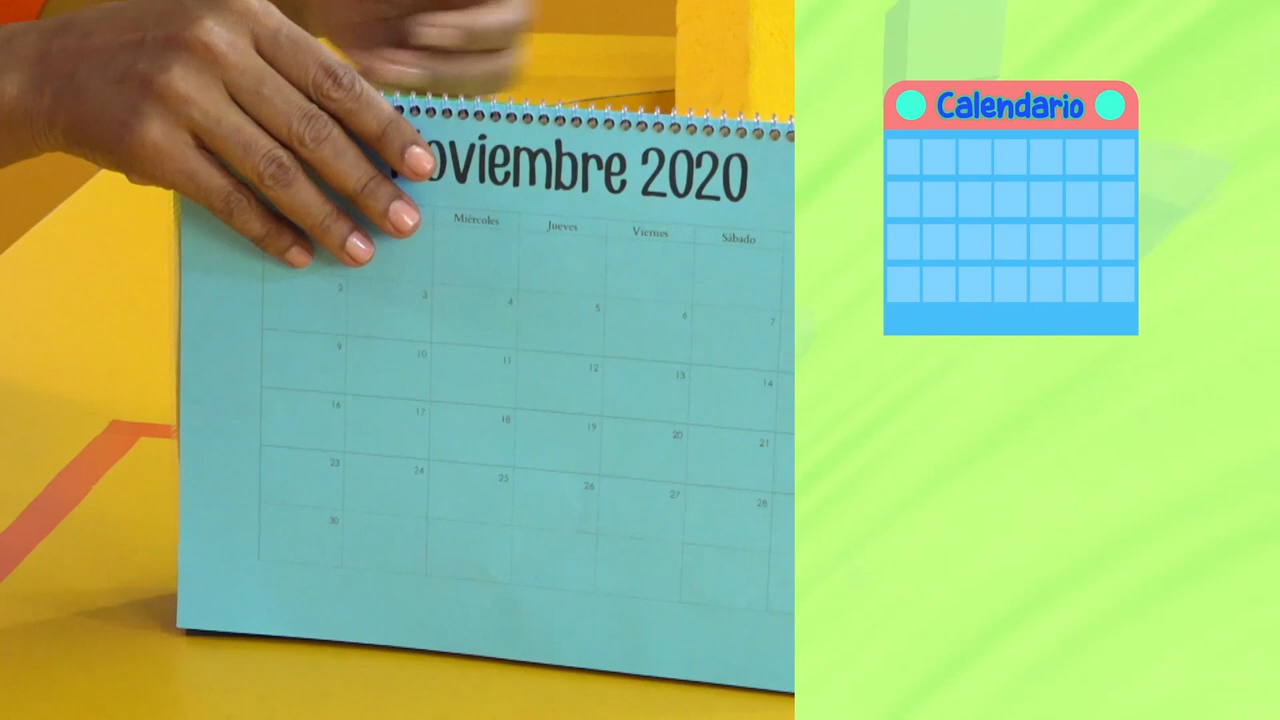 oviembre 2020
Miércoles Jueves Viernes Sábado
2 3 4 5 6 7
9 10 11 12 13 14
16 17 18 19 20 21
23 24 25 26 27 28
30
Calendario